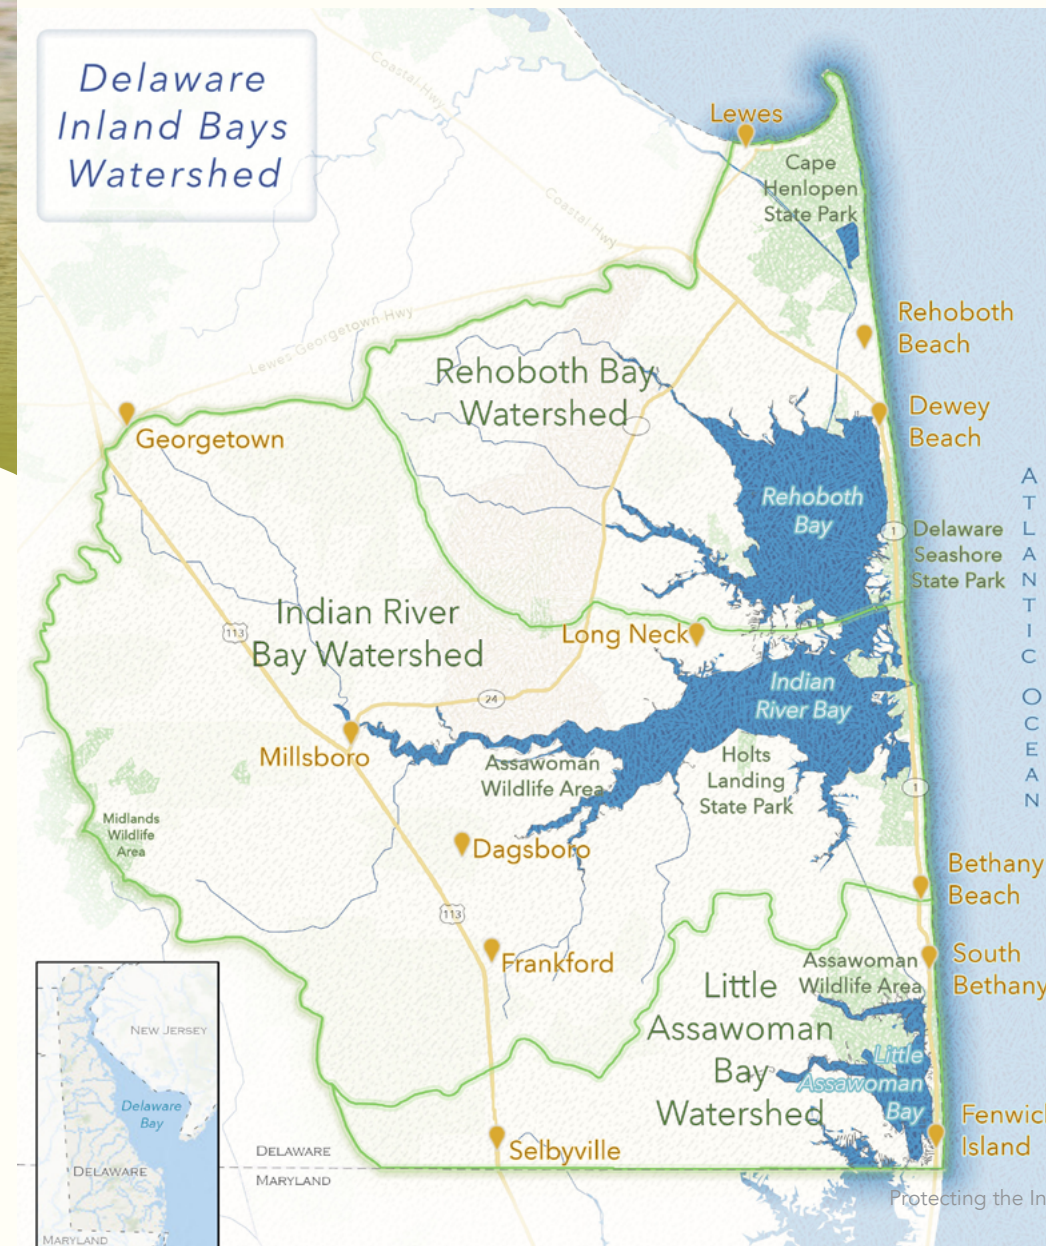 Delaware
Inland Bays
Watershed
Coastal Hwy
Lewes
Cape
Henlopen
State Park
Coastal Hwy
Lewes Georgetown Hwy
Rehoboth
Beach
Rehoboth Bay
Watershed
Dewey
Beach
Georgetown
Rehoboth
Bay
ATLANTIC OCEAN
1
Delaware
Seashore
State Park
Indian River
Bay Watershed
113
Long Neck
Indian
River Bay
24
Millsboro
Assawoman
Wildlife Area
Holts
Landing
State Park
1
Midlands
Wildlife
Area
Dagsboro
Bethany
Beach
113
Frankford
South
Bethany
Assawoman
Wildlife Area
Little
Assawoman
Bay
Watershed
Little
Assawoman
Bay
NEW JERSEY
Delaware
Bay
DELAWARE
MARYLAND
DELAWARE
MARYLAND
Selbyville
Fenwic
Island
Protecting the In